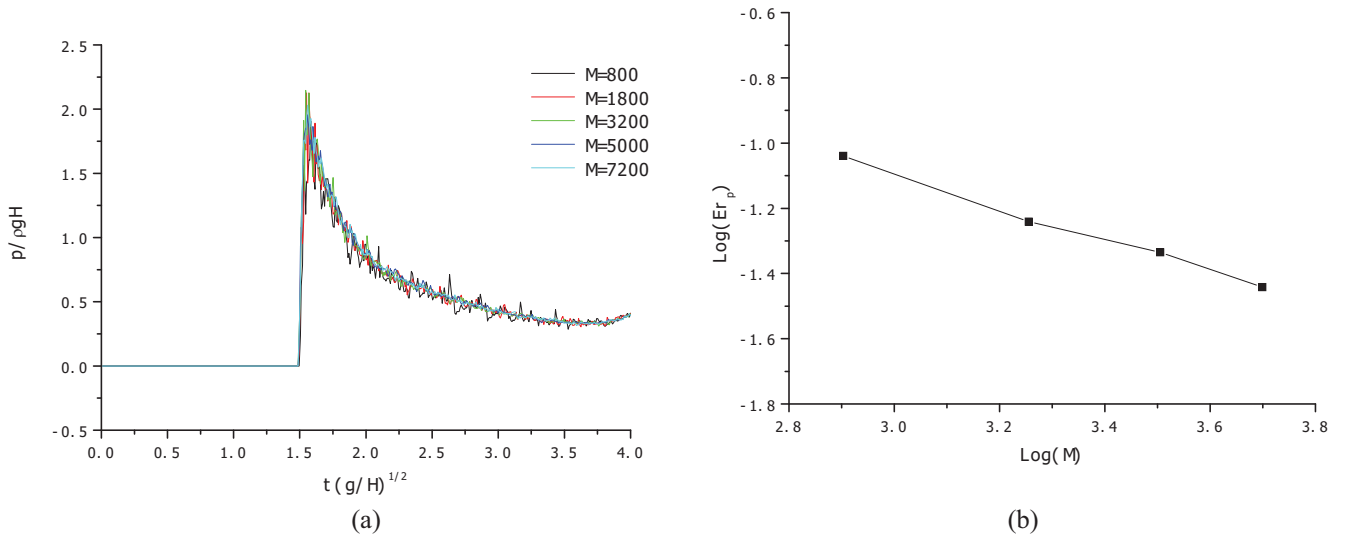 2.5
2.0
1.5
1.0
0.5
0.0
-0.5
p/ρgH
0.0 0.5 1.0 1.5 2.0 2.5 3.0 3.5 4.0
t(g/H)^1/2
M=800
M=1800
M=3200
M=5000
M=7200
(a)
-0.6
-0.8
-1.0
-1.2
-1.4
-1.6
-1.8
Log(Er_p)
2.8 3.0 3.2 3.4 3.6 3.8
Log(M)
(b)